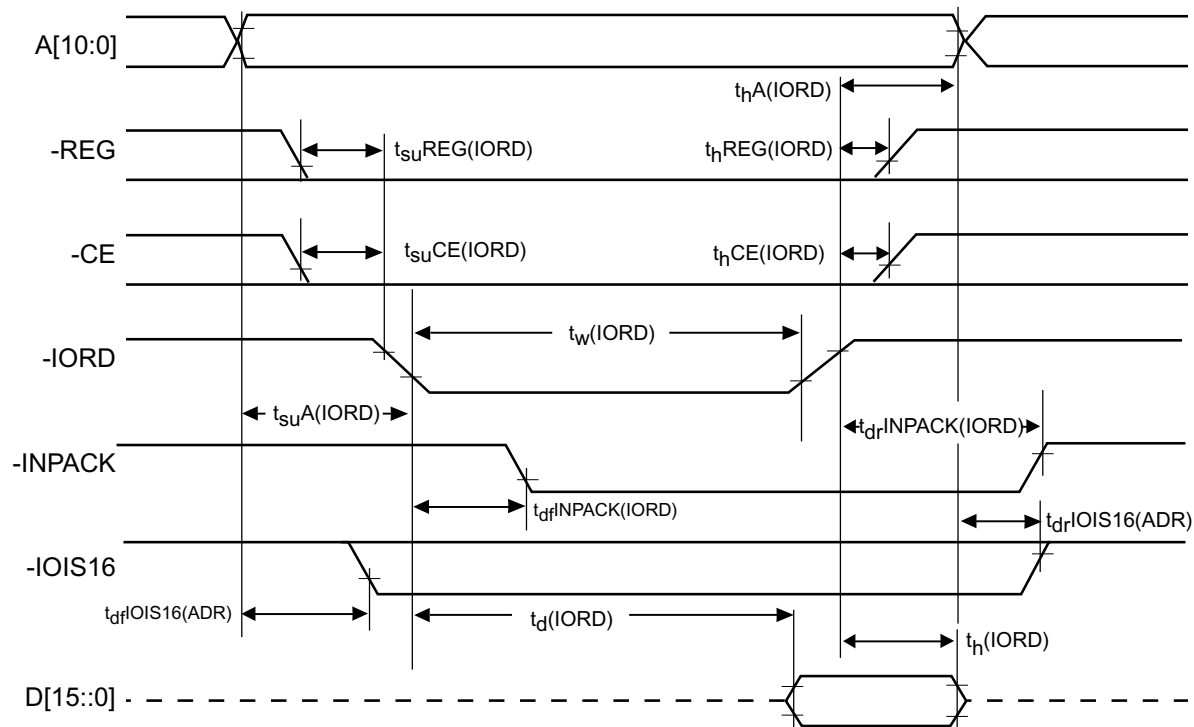 A[10:0]
thA(IORD)
-REG
tsuREG(IORD)
thREG(IORD)
-CE
tsuCE(IORD)
thCE(IORD)
-IORD
tw(IORD)
tsuA(IORD)
tdrINPACK(IORD)
-INPACK
tdfINPACK(IORD)
tdrIOIS16(ADR)
-IOIS16
tdfIOIS16(ADR)
td(IORD)
th(IORD)
D[15::0]